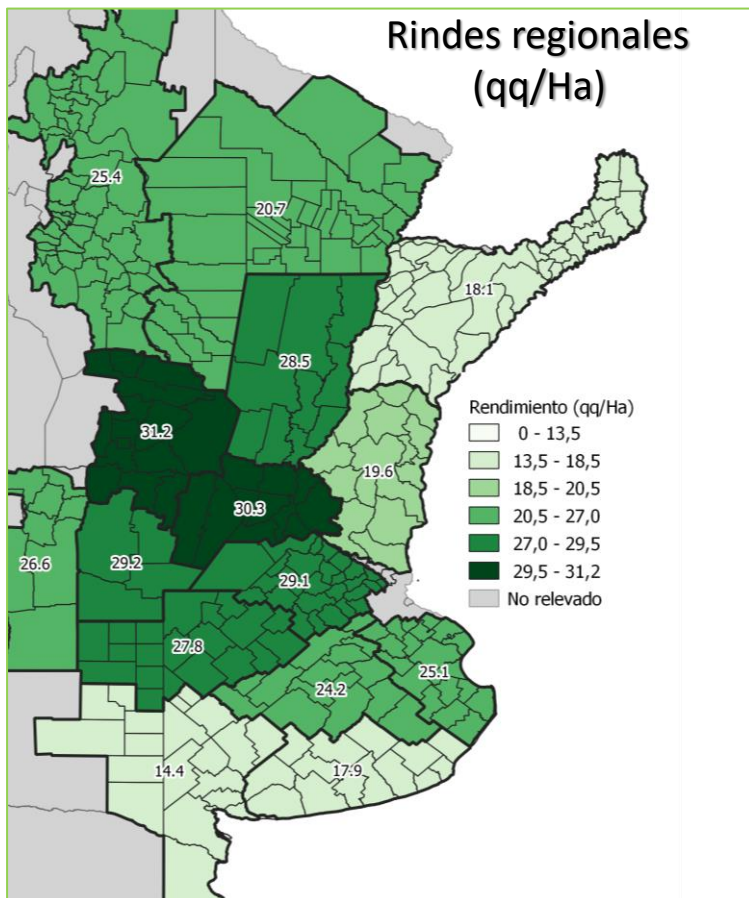 Rindes regionales
(qq/Ha)
25.4
20.7
18.1
28.5
31.2
19.6
30.3
26.6
29.2
29.1
27.8
25.1
24.2
14.4
17.9
Rendimiento (qq/Ha)
0 - 13,5
13,5 - 18,5
18,5 - 20,5
20,5 - 27,0
27,0 - 29,5
29,5 - 31,2
No relevado